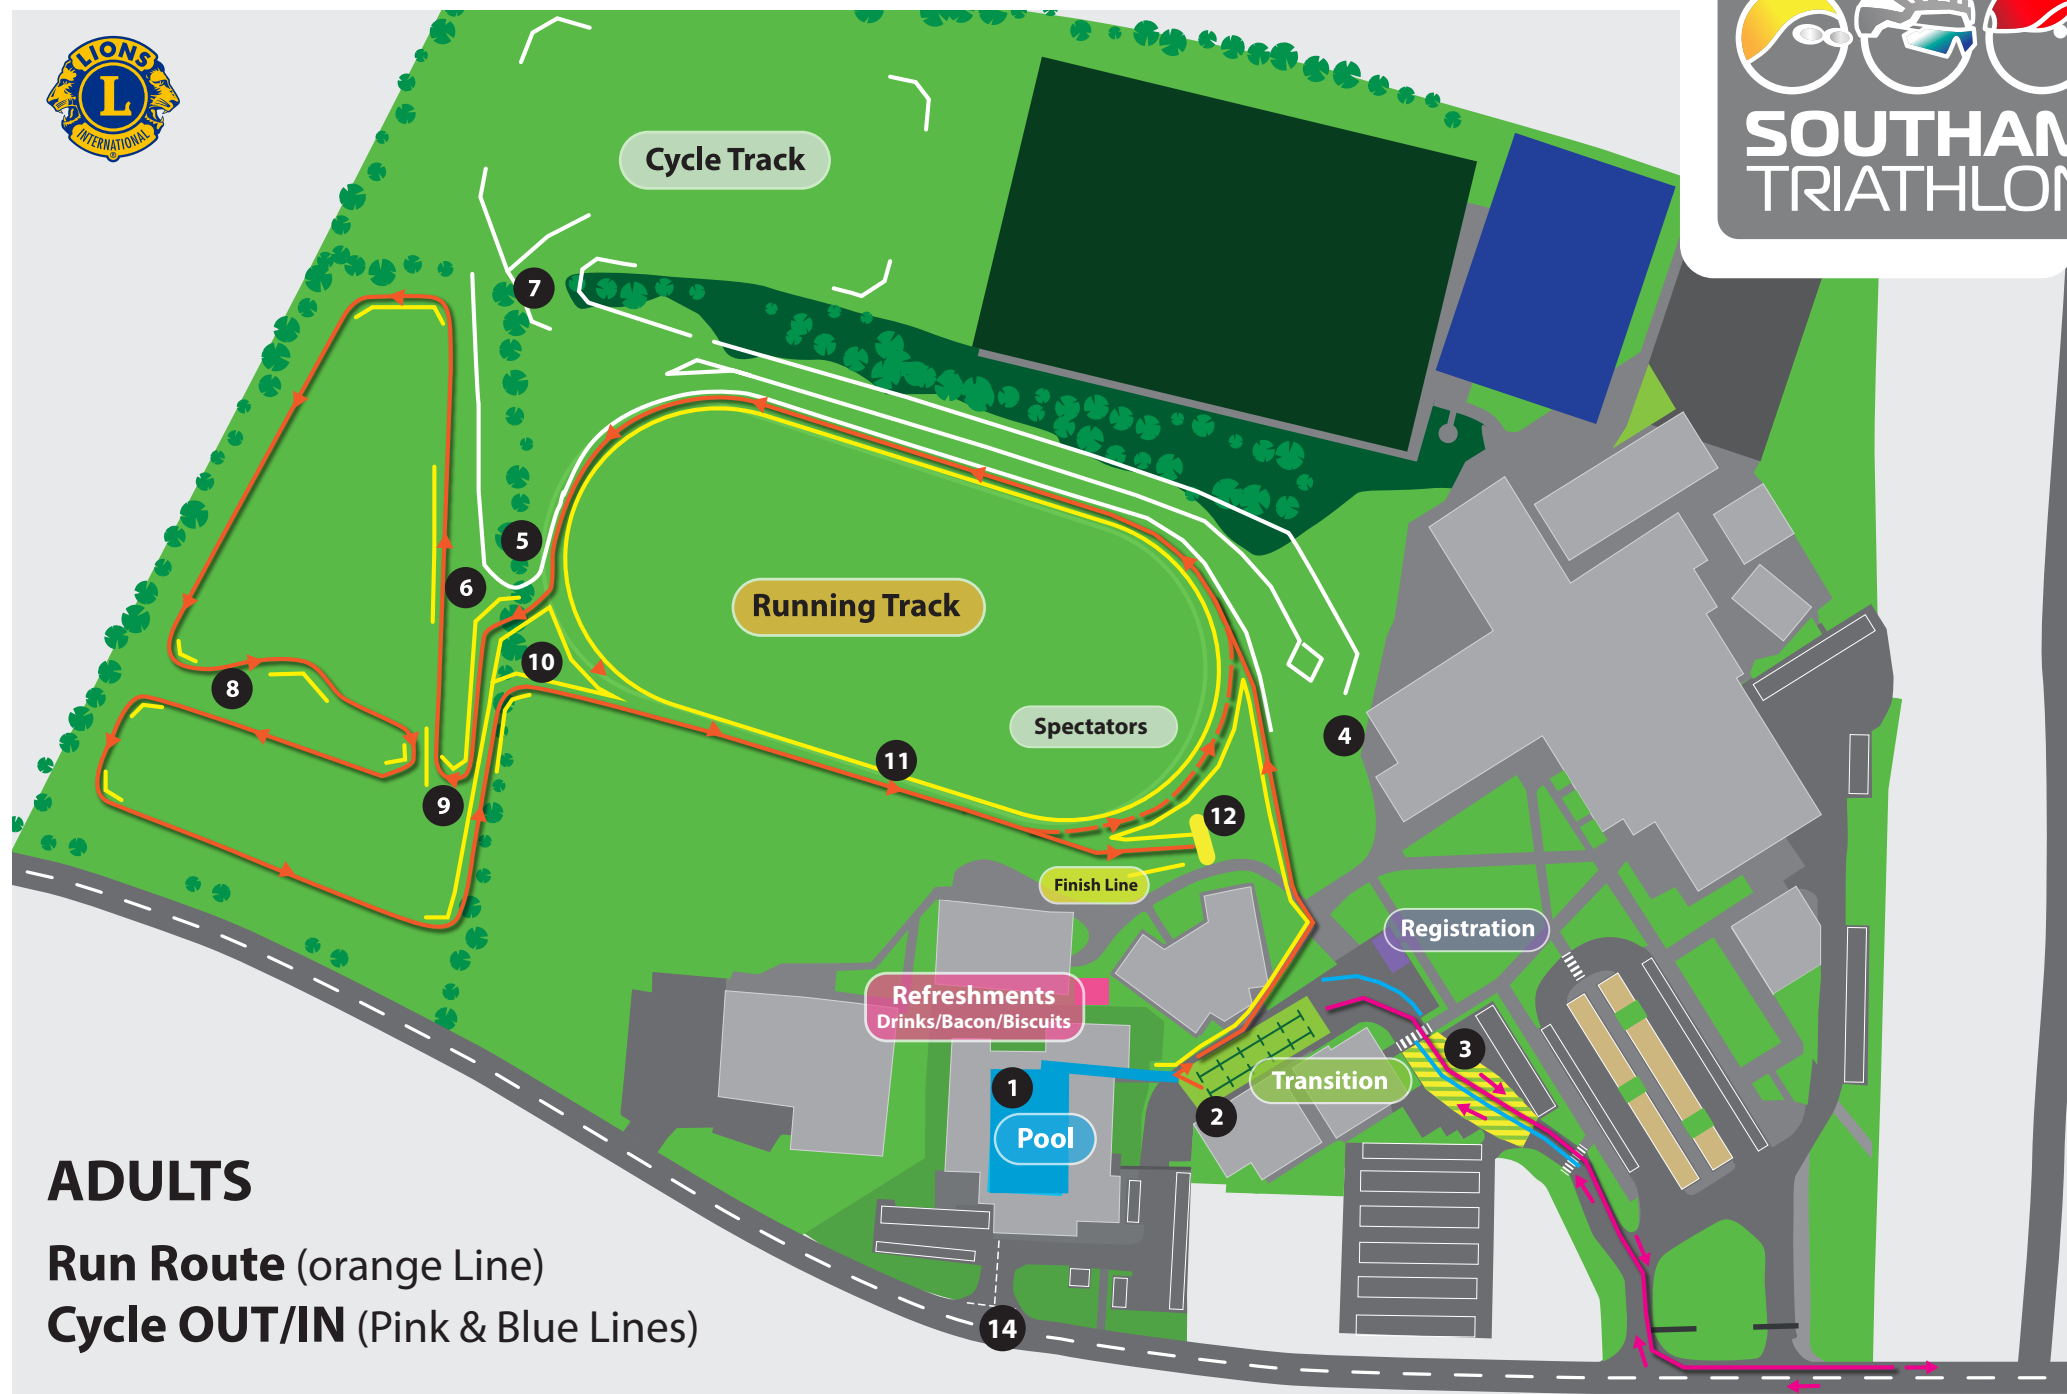 LIONS
L
INTERNATIONAL
®
SOUTHAM
TRIATHLON
Cycle Track
7
5
6
Running Track
10
8
Spectators
4
11
9
12
Finish Line
Registration
Refreshments
Drinks/Bacon/Biscuits
3
1
Transition
2
Pool
14
ADULTS
Run Route (orange Line)
Cycle OUT/IN (Pink & Blue Lines)